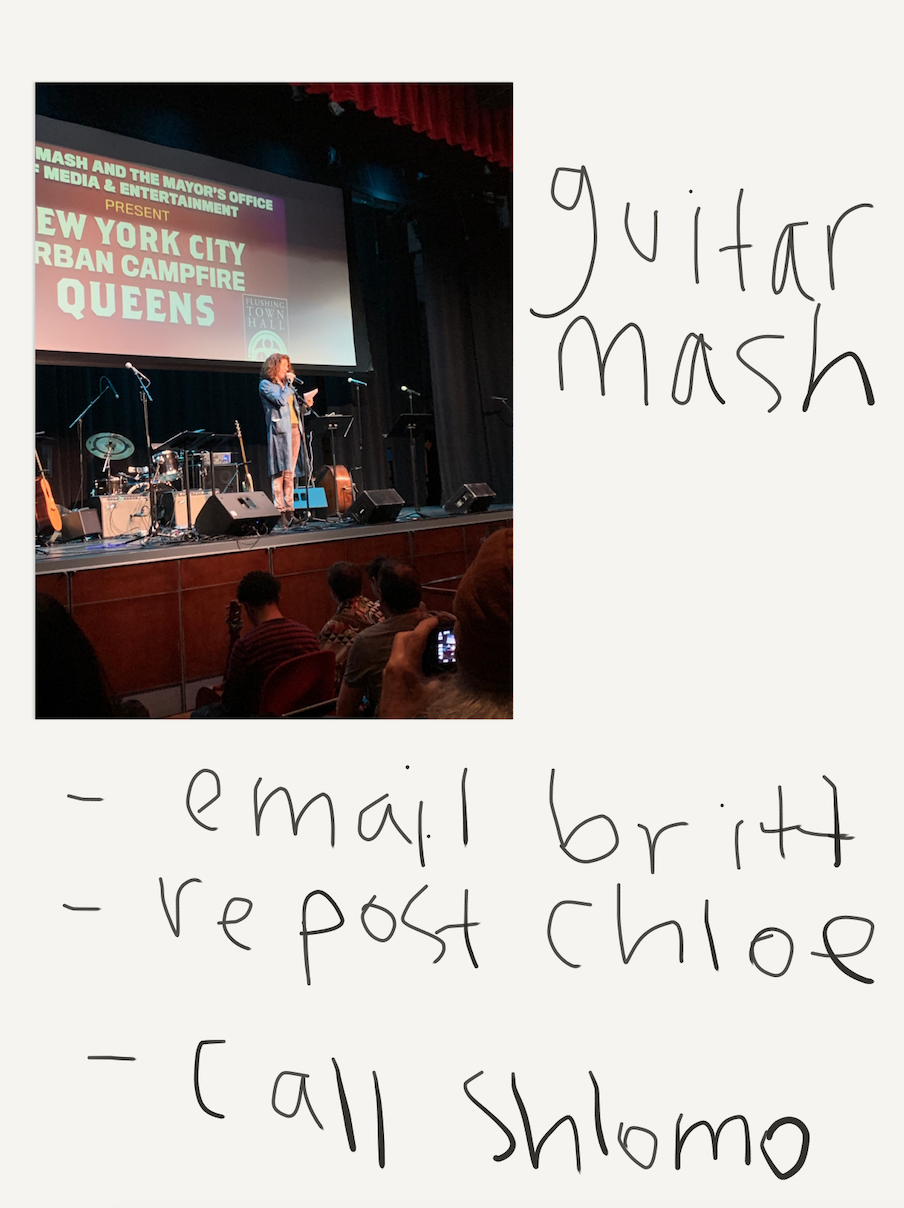 MASH AND THE MAYOR'S OFFICE
F MEDIA & ENTERTAINMENT
PRESENT
EW YORK CITY
RBAN CAMPFIRE
QUEENS
FLUSHING
TOWN
HALL
guitar
mash
- email britt
- repost chloe
- call shlomo